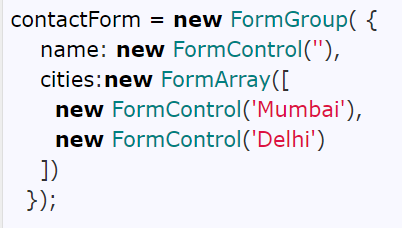 contactForm = new FormGroup( {
name: new FormControl(''),
cities:new FormArray([
new FormControl('Mumbai'),
new FormControl('Delhi')
])
});